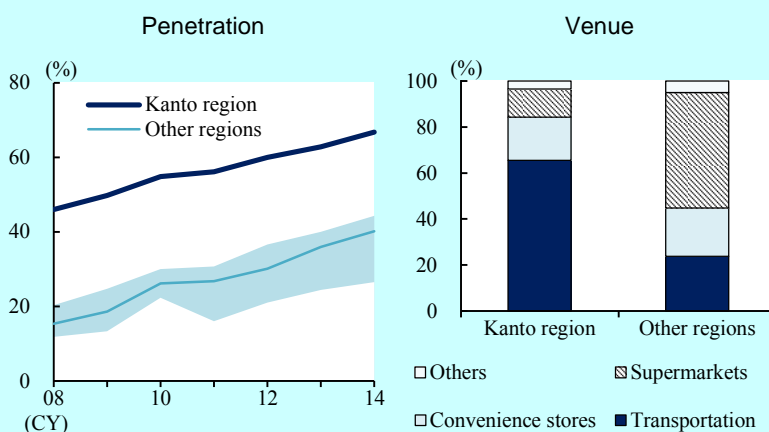 Penetration
(%)
80
60
40
20
0
Kanto region
Other regions
08
10
12
14
(CY)
Venue
(%)
100
80
60
40
20
0
Kanto region
Other regions
Others
Supermarkets
Convenience stores
Transportation